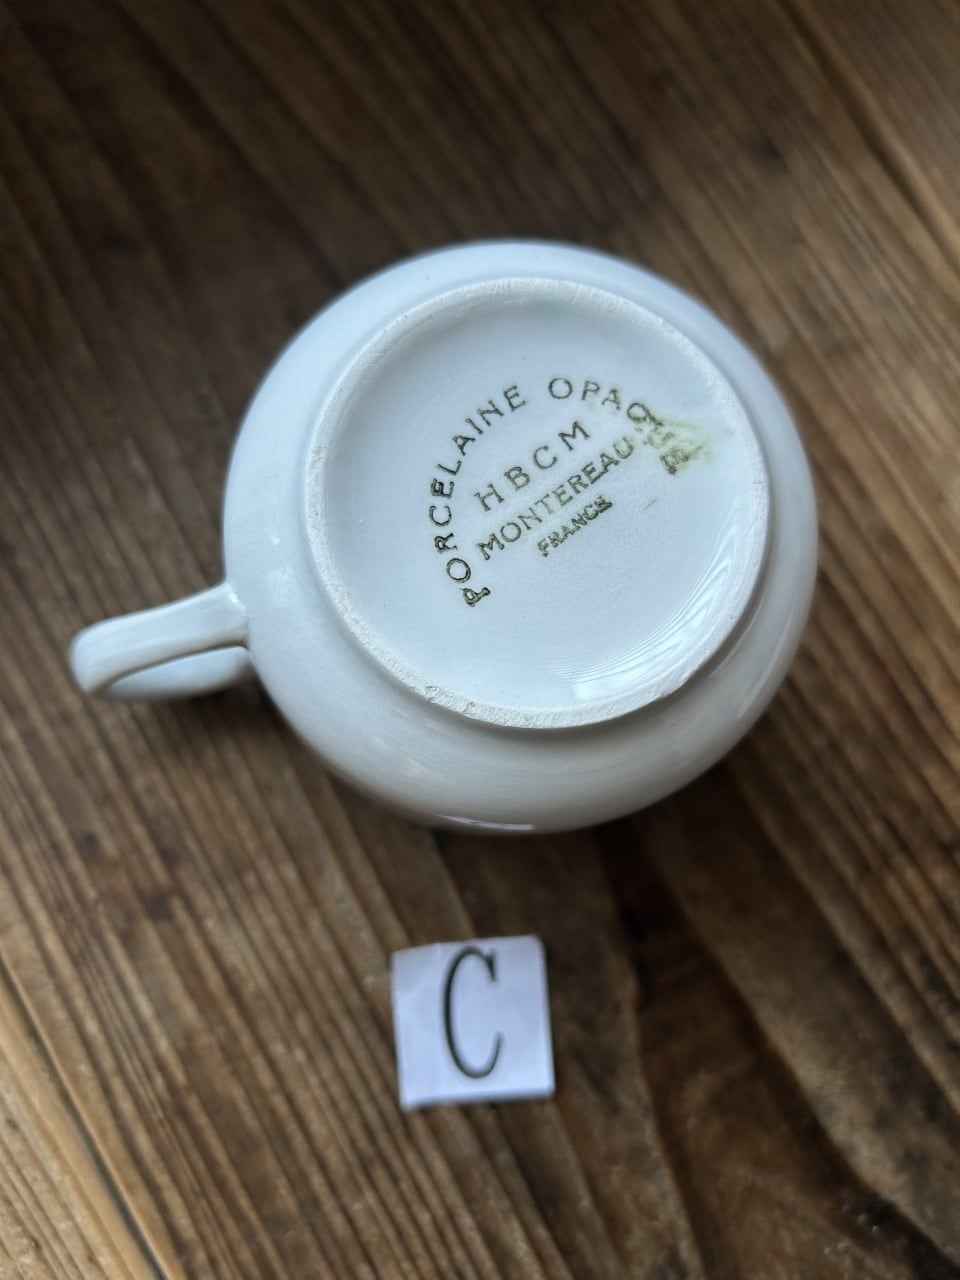 PORCELAINE OPAQUE
HBCM
MONTEREAU
FRANCE
C